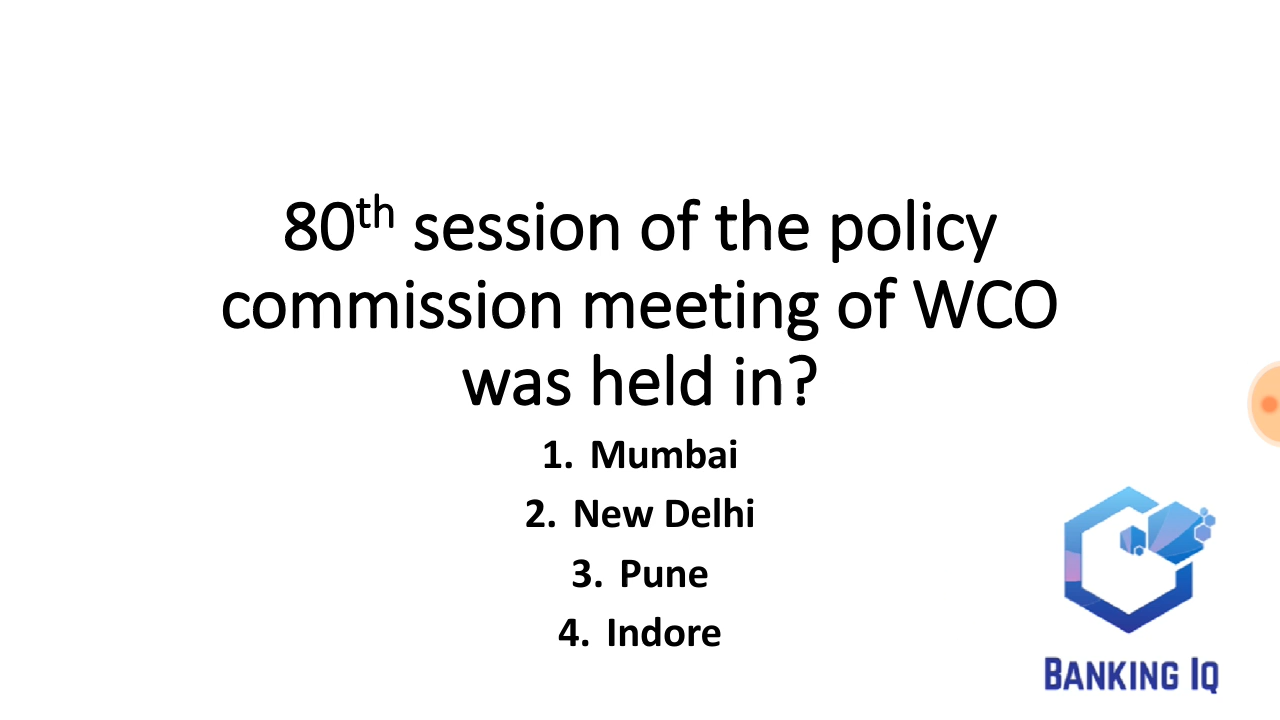 80th session of the policy
commission meeting of WCO
was held in?
1. Mumbai
2. New Delhi
3. Pune
4. Indore
BANKING IQ